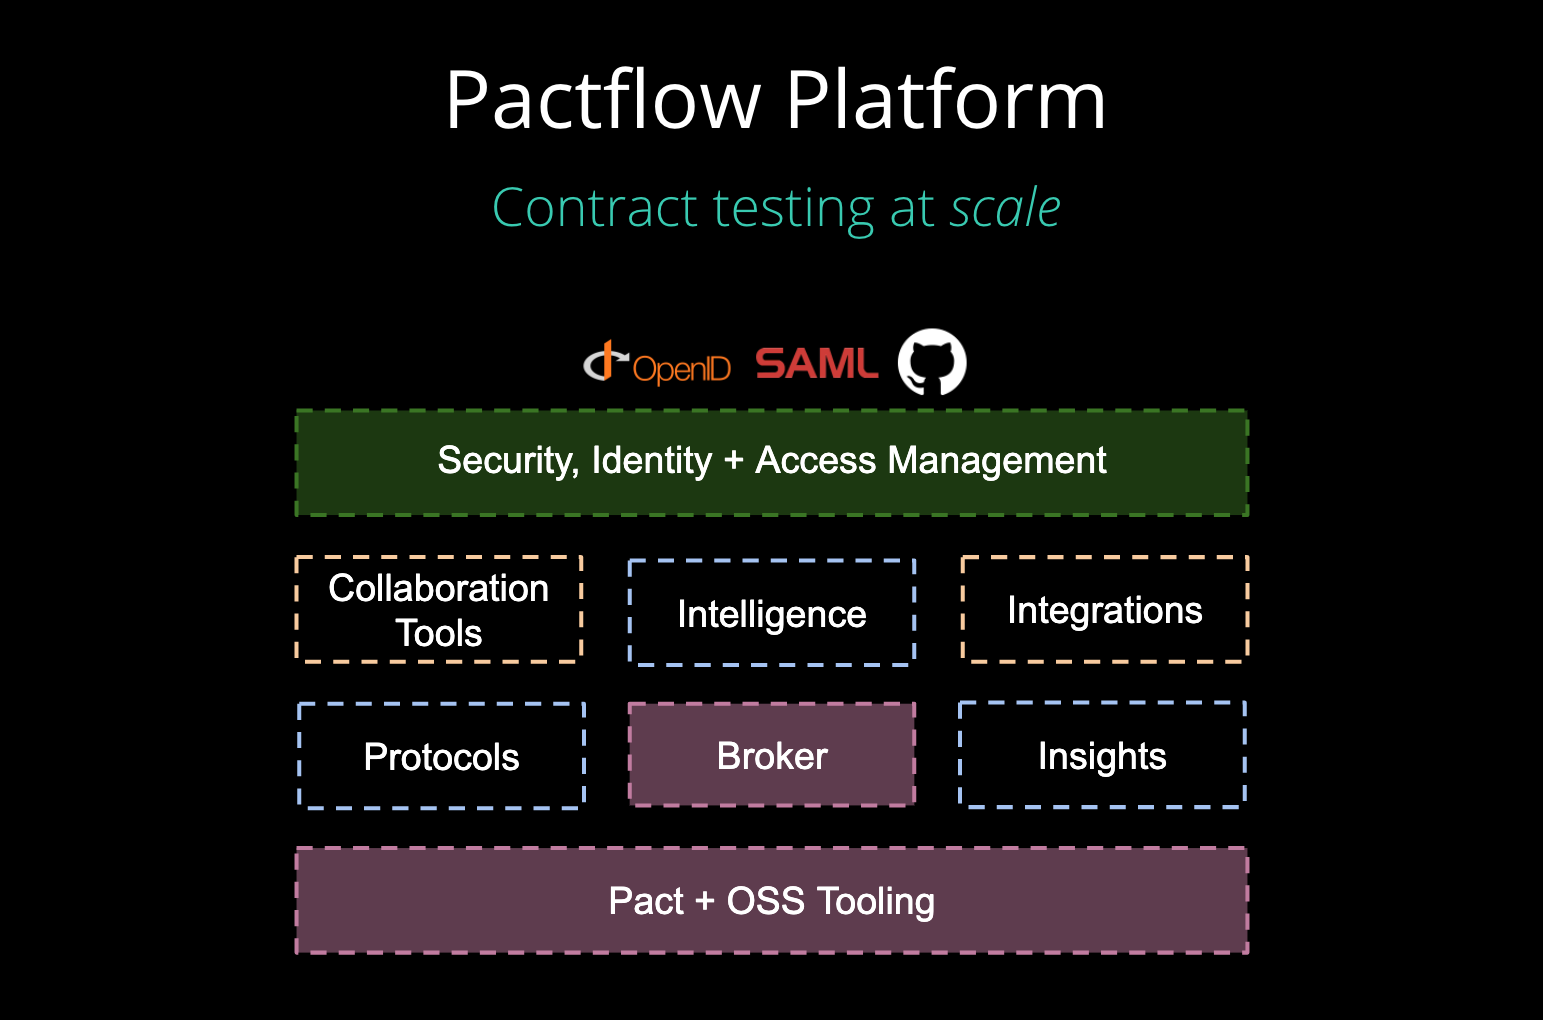 Pactflow Platform
Contract testing at scale
OpenID SAML
Security, Identity + Access Management
Collaboration
Tools
Intelligence
Integrations
Protocols
Broker
Insights
Pact + OSS Tooling